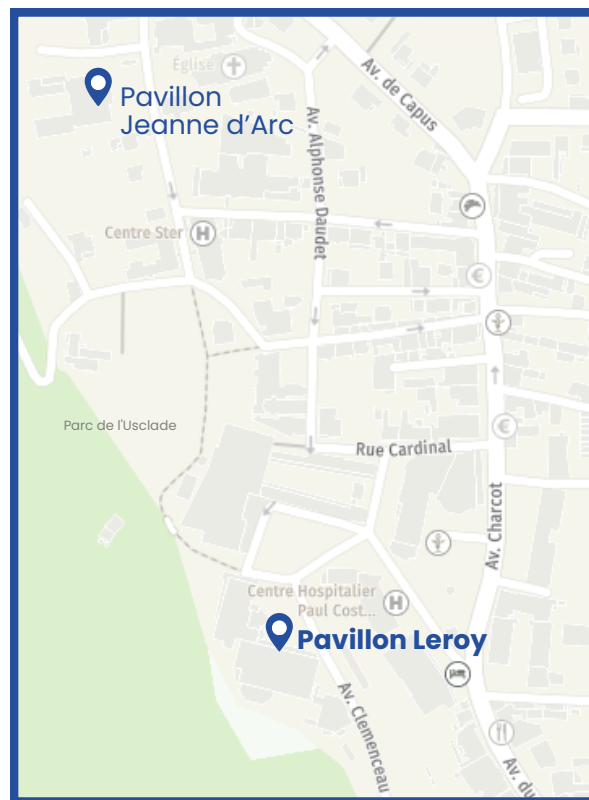 Église
Av. de Capus
Pavillon
Jeanne d’Arc
Av. Alphonse Daudet
Centre Ster
H
€
Parc de l'Usclade
€
Rue Cardinal
Av. Charcot
Centre Hospitalier
Paul Cost...
H
Pavillon Leroy
Av. Clemenceau
Av. du